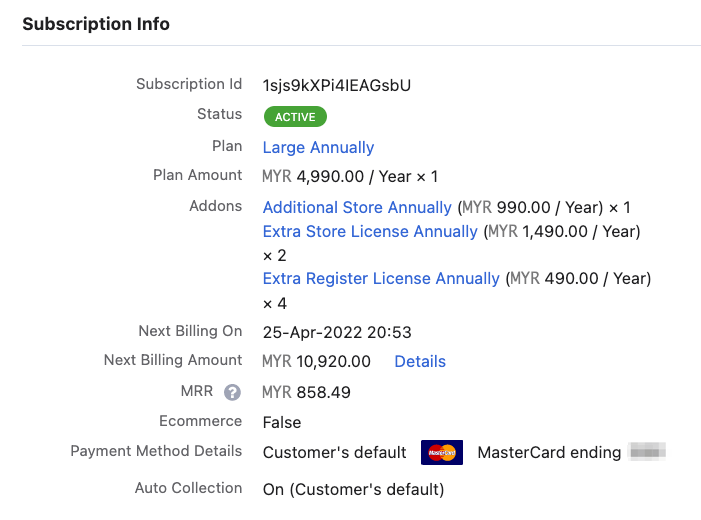 Subscription Info
Subscription Id 1sjs9kXPi4IEAGsbU
Status ACTIVE
Plan Large Annually
Plan Amount MYR 4,990.00 / Year × 1
Addons Additional Store Annually (MYR 990.00 / Year) × 1
Extra Store License Annually (MYR 1,490.00 / Year)
× 2
Extra Register License Annually (MYR 490.00 / Year)
× 4
Next Billing On 25-Apr-2022 20:53
Next Billing Amount MYR 10,920.00 Details
MRR ? MYR 858.49
Ecommerce False
Payment Method Details Customer's default MasterCard MasterCard ending
Auto Collection On (Customer's default)